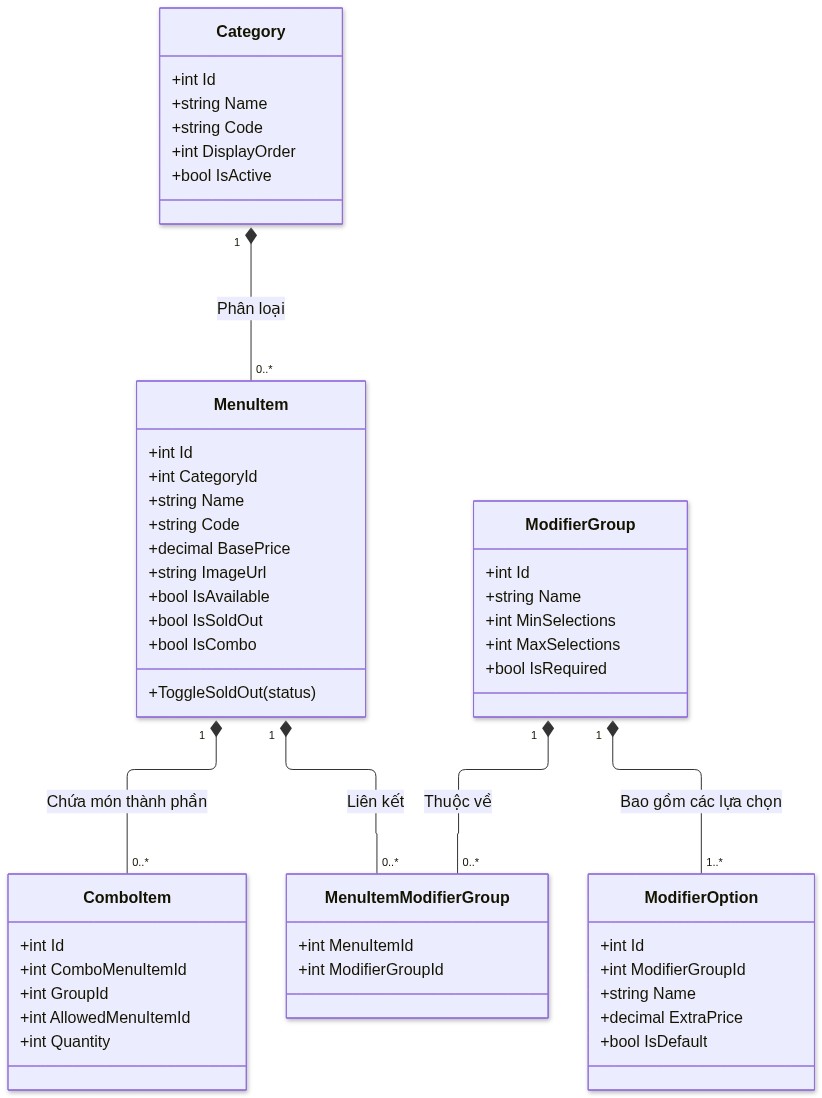 Category
+int Id
+string Name
+string Code
+int DisplayOrder
+bool IsActive
1
Phân loại
0..*
MenuItem
+int Id
+int CategoryId
+string Name
+string Code
+decimal BasePrice
+string ImageUrl
+bool IsAvailable
+bool IsSoldOut
+bool IsCombo
+ToggleSoldOut(status)
ModifierGroup
+int Id
+string Name
+int MinSelections
+int MaxSelections
+bool IsRequired
1
1
1
1
Chứa món thành phần
Liên kết
Thuộc về
Bao gồm các lựa chọn
0..*
0..*
0..*
1..*
ComboItem
+int Id
+int ComboMenuItemId
+int GroupId
+int AllowedMenuItemId
+int Quantity
MenuItemModifierGroup
+int MenuItemId
+int ModifierGroupId
ModifierOption
+int Id
+int ModifierGroupId
+string Name
+decimal ExtraPrice
+bool IsDefault